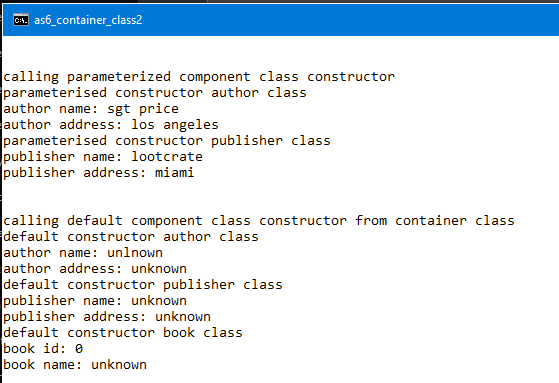 as6_container_class2
calling parameterized component class constructor
parameterised constructor author class
author name: sgt price
author address: los angeles
parameterised constructor publisher class
publisher name: lootcrate
publisher address: miami
calling default component class constructor from container class
default constructor author class
author name: unlnown
author address: unknown
default constructor publisher class
publisher name: unknown
publisher address: unknown
default constructor book class
book id: 0
book name: unknown